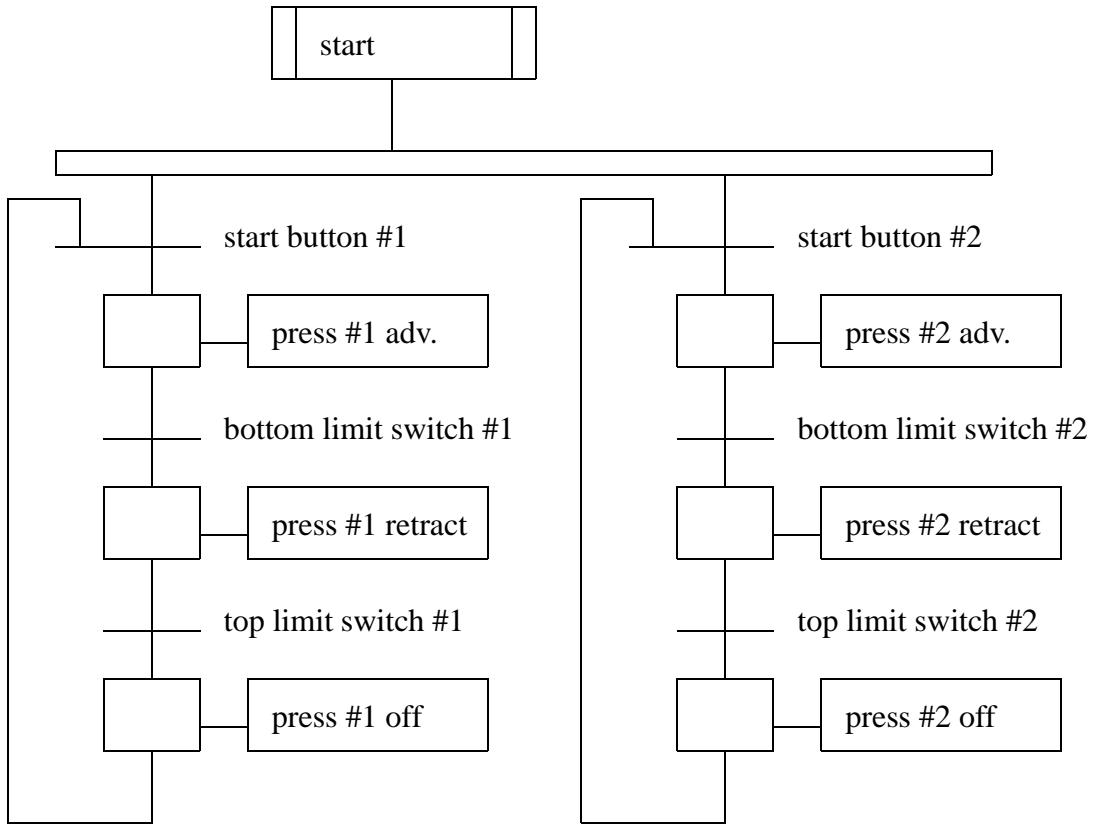 start
start button #1
start button #2
press #1 adv.
press #2 adv.
bottom limit switch #1
bottom limit switch #2
press #1 retract
press #2 retract
top limit switch #1
top limit switch #2
press #1 off
press #2 off